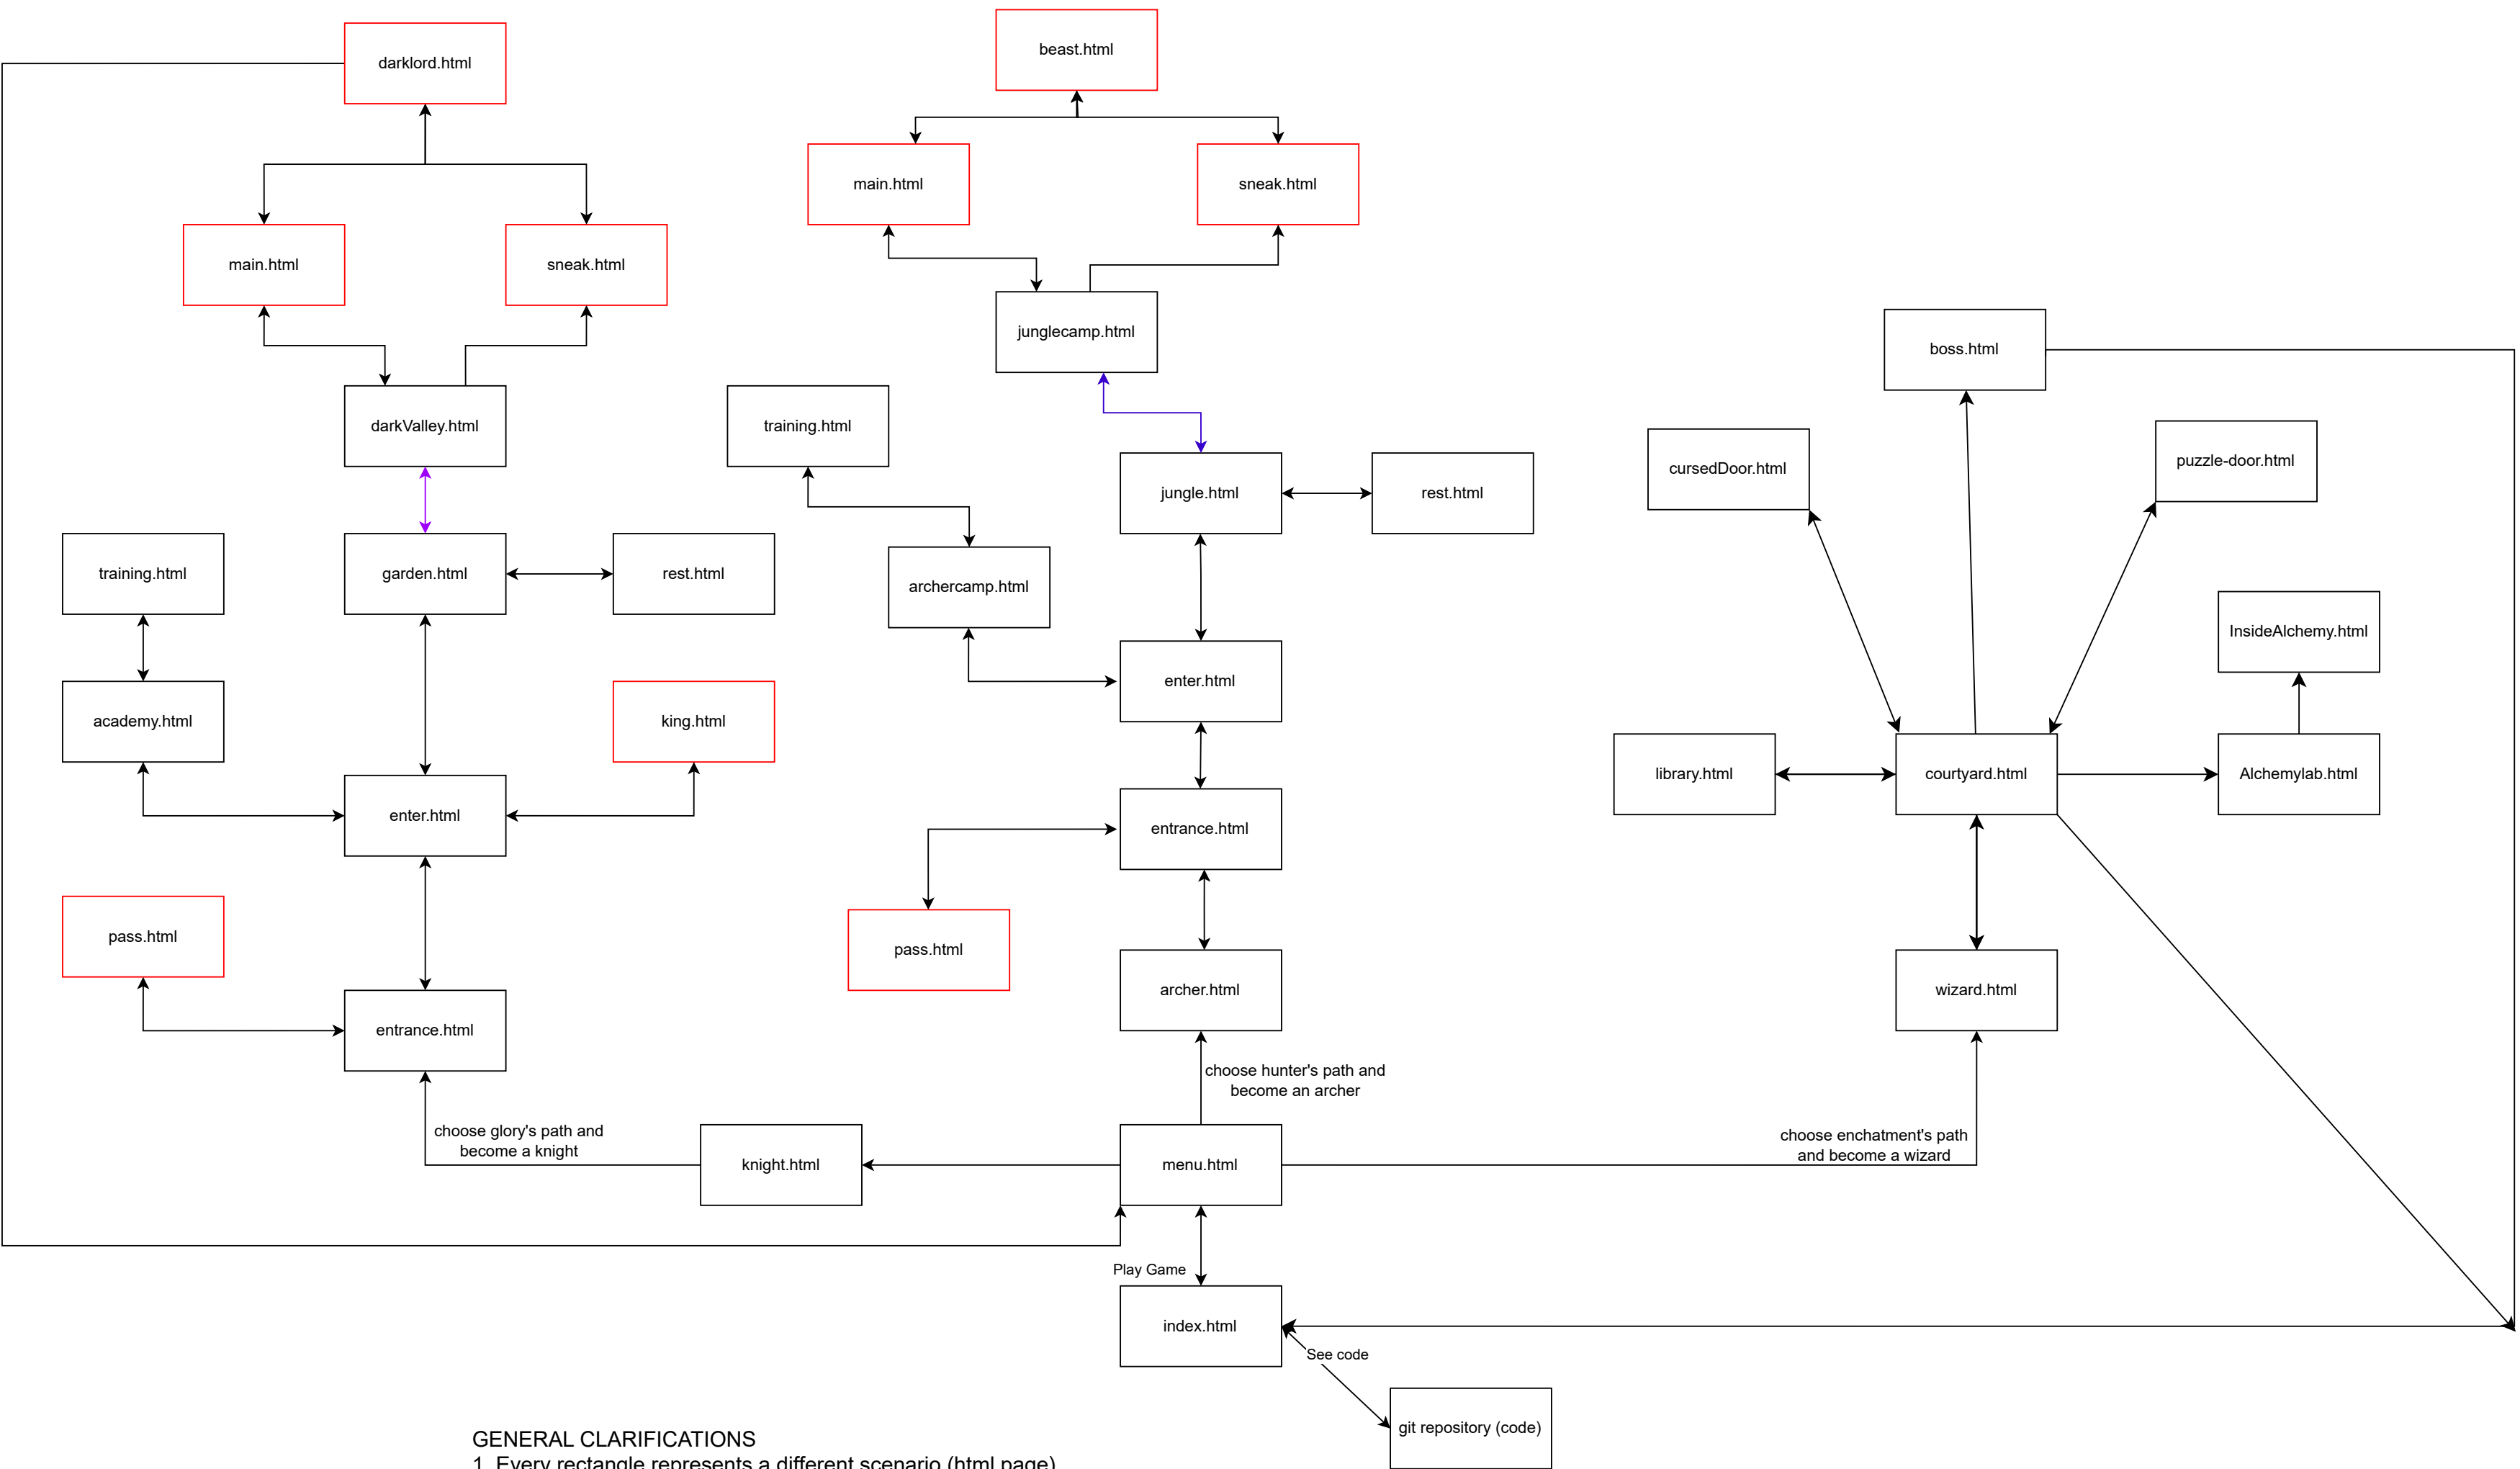 beast.html
darklord.html
main.html
sneak.html
main.html
sneak.html
junglecamp.html
boss.html
darkValley.html
training.html
cursedDoor.html
puzzle-door.html
jungle.html
rest.html
training.html
garden.html
rest.html
archercamp.html
InsideAlchemy.html
enter.html
academy.html
king.html
library.html
courtyard.html
Alchemylab.html
enter.html
entrance.html
pass.html
pass.html
archer.html
wizard.html
entrance.html
choose hunter's path and
become an archer
choose glory's path and
become a knight
choose enchatment's path
and become a wizard
knight.html
menu.html
Play Game
index.html
See code
git repository (code)
GENERAL CLARIFICATIONS
1. Every rectangle represents a different scenario (html page)